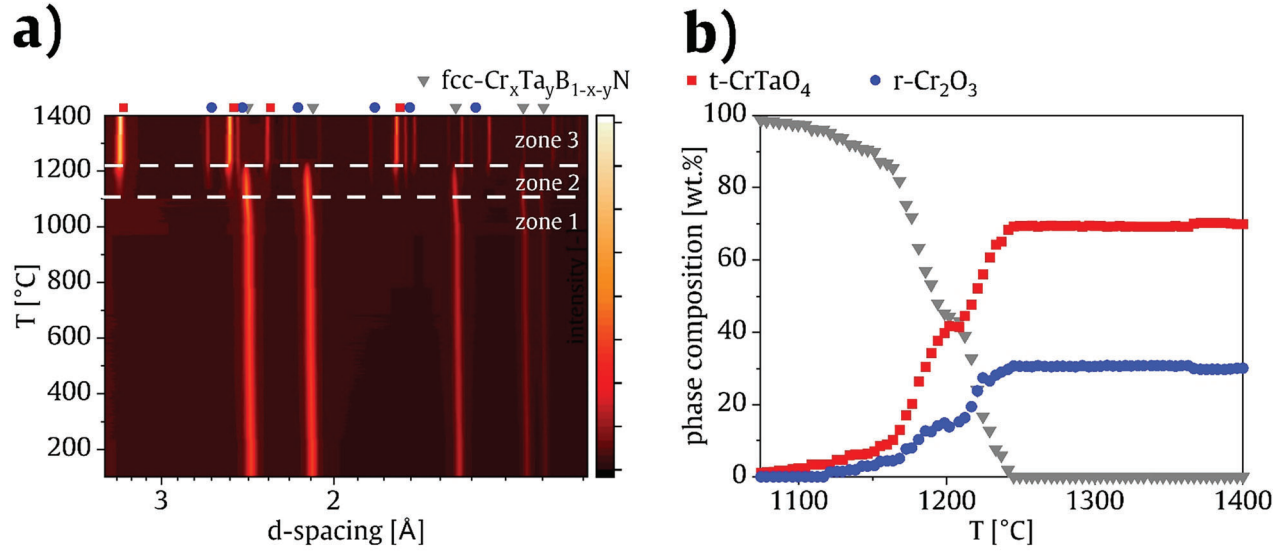 a)
fcc-CrxTayB1-x-yN
1400
1200
1000
800
600
400
200
T [°C]
zone 3
zone 2
zone 1
intensity [-]
3
2
d-spacing [Å]
b)
t-CrTaO4
r-Cr2O3
100
80
60
40
20
0
phase composition [wt.%]
1100
1200
1300
1400
T [°C]